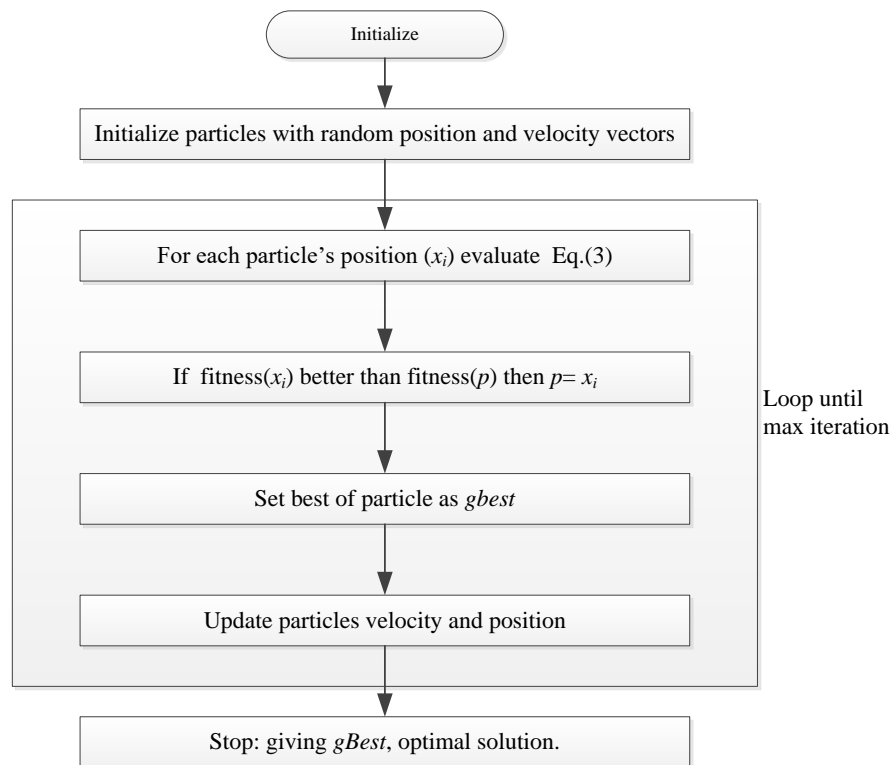 Initialize
Initialize particles with random position and velocity vectors
For each particle’s position (xi) evaluate Eq.(3)
If fitness(xi) better than fitness(p) then p= xi
Loop until
max iteration
Set best of particle as gbest
Update particles velocity and position
Stop: giving gBest, optimal solution.